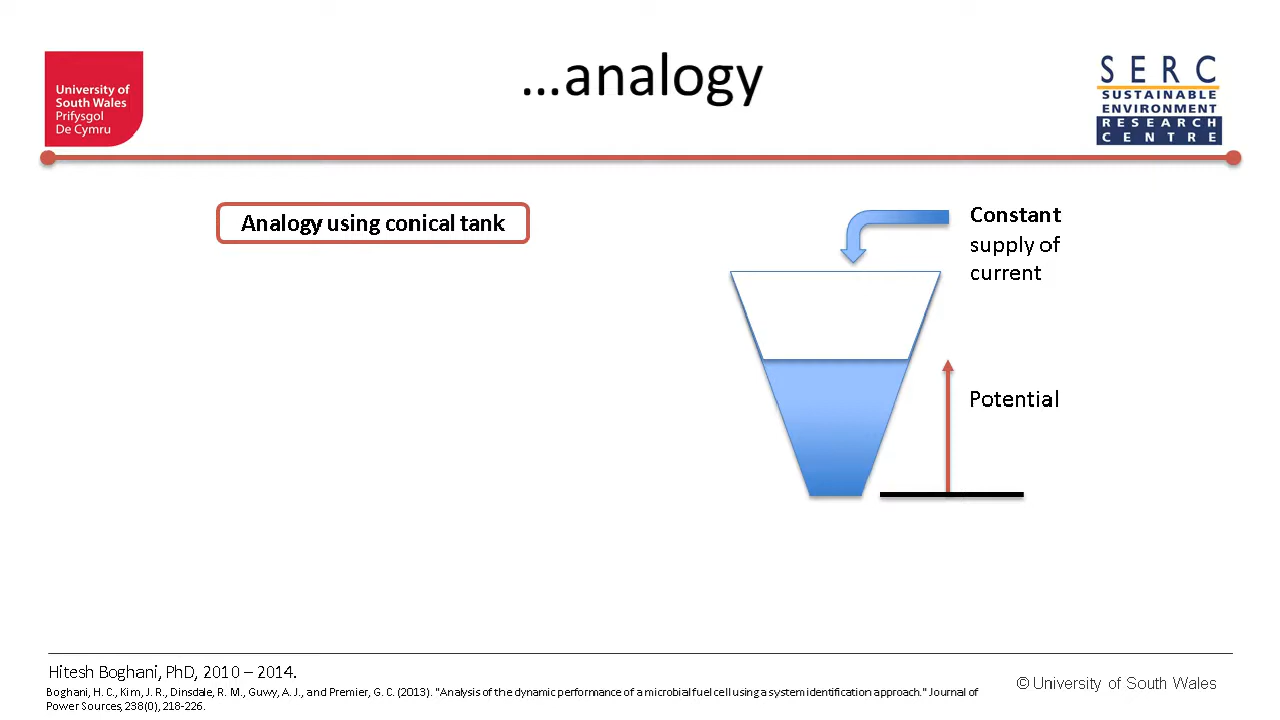 ...analogy
University of
South Wales
Prifysgol
De Cymru
SERC
SUSTAINABLE
ENVIRONMENT
RESEARCH
CENTRE
Analogy using conical tank
Constant
supply of
current
Potential
Hitesh Boghani, PhD, 2010 – 2014.
Boghani, H. C., Kim, J. R., Dinsdale, R. M., Guwy, A. J., and Premier, G. C. (2013). "Analysis of the dynamic performance of a microbial fuel cell using a system identification approach." Journal of
Power Sources, 238(0), 218-226.
© University of South Wales